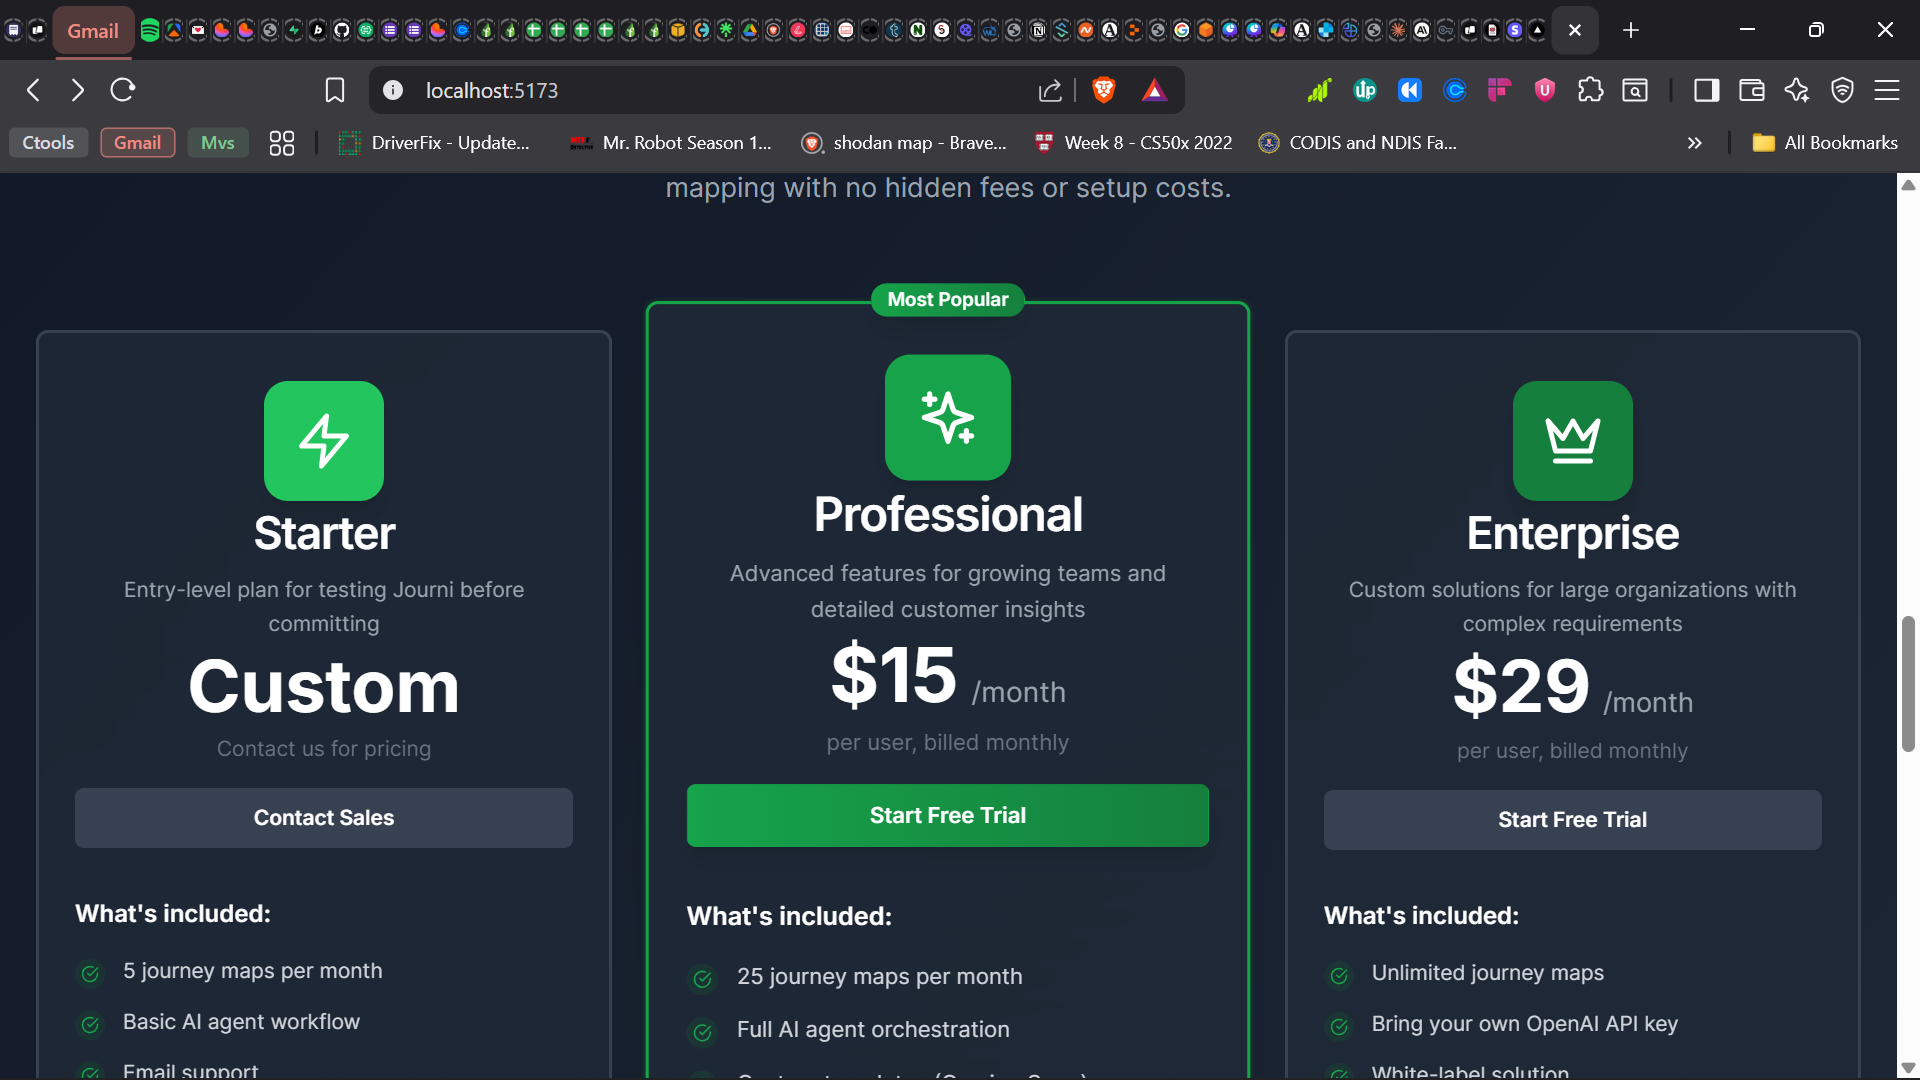 Gmail
localhost:5173
Ctools
Gmail
Mvs
DriverFix - Update...
Mr. Robot Season 1...
shodan map - Brave...
Week 8 - CS50x 2022
CODIS and NDIS Fa...
All Bookmarks
mapping with no hidden fees or setup costs.
Starter
Entry-level plan for testing Journi before
committing
Custom
Contact us for pricing
Contact Sales
What's included:
5 journey maps per month
Basic AI agent workflow
Email support
Most Popular
Professional
Advanced features for growing teams and
detailed customer insights
$15 /month
per user, billed monthly
Start Free Trial
What's included:
25 journey maps per month
Full AI agent orchestration
Enterprise
Custom solutions for large organizations with
complex requirements
$29 /month
per user, billed monthly
Start Free Trial
What's included:
Unlimited journey maps
Bring your own OpenAI API key
White-label solution